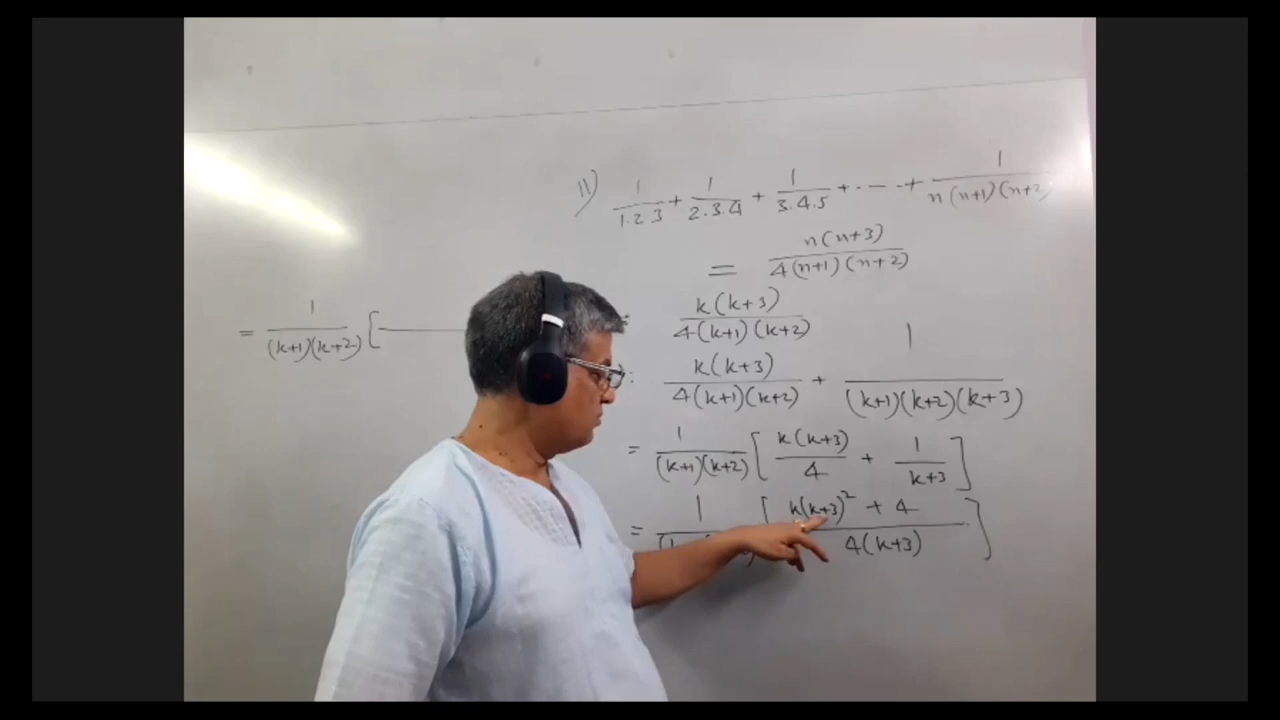 11) 1/1.2.3 + 1/2.3.4 + 1/3.4.5 + .... + 1/n(n+1)(n+2)
= n(n+3)/4(n+1)(n+2)
k(k+3)/4(k+1)(k+2)
: k(k+3)/4(k+1)(k+2) + 1/(k+1)(k+2)(k+3)
= 1/(k+1)(k+2) [ k(k+3)/4 + 1/k+3 ]
= 1/ [ k(k+3)² + 4/4(k+3) ]
= 1/(k+1)(k+2) [